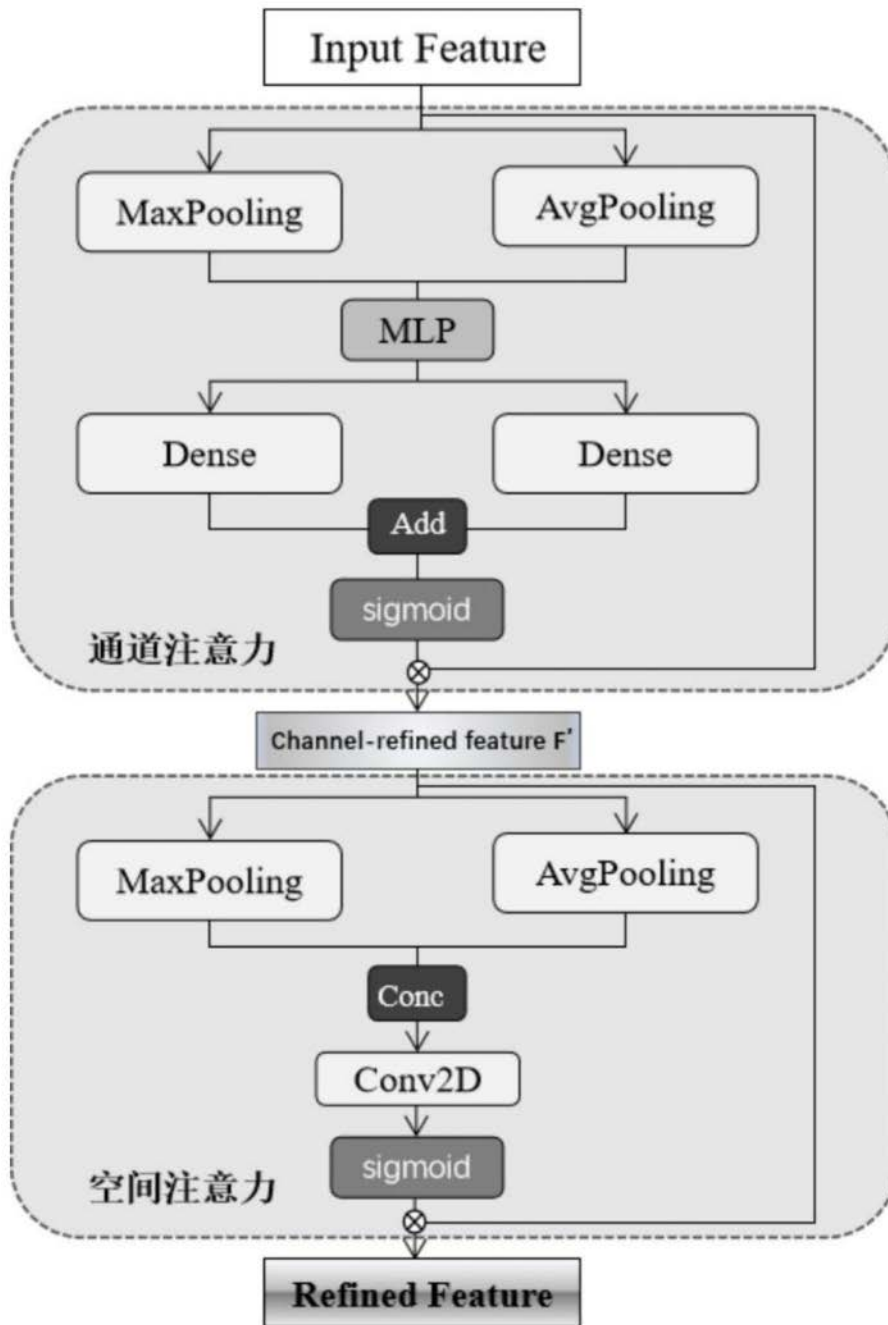 Input Feature
MaxPooling
AvgPooling
MLP
Dense
Dense
Add
sigmoid
通道注意力
Channel-refined feature F'
MaxPooling
AvgPooling
Conc
Conv2D
sigmoid
空间注意力
Refined Feature